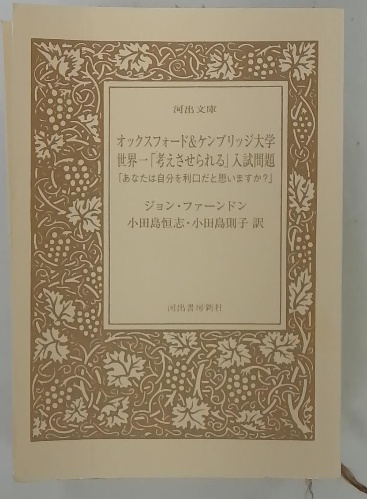 河出文庫
オックスフォード&ケンブリッジ大学
世界一「考えさせられる」入試問題
「あなたは自分を利口だと思いますか?」
ジョン・ファーンドン
小田島恒志・小田島則子 訳
河出書房新社